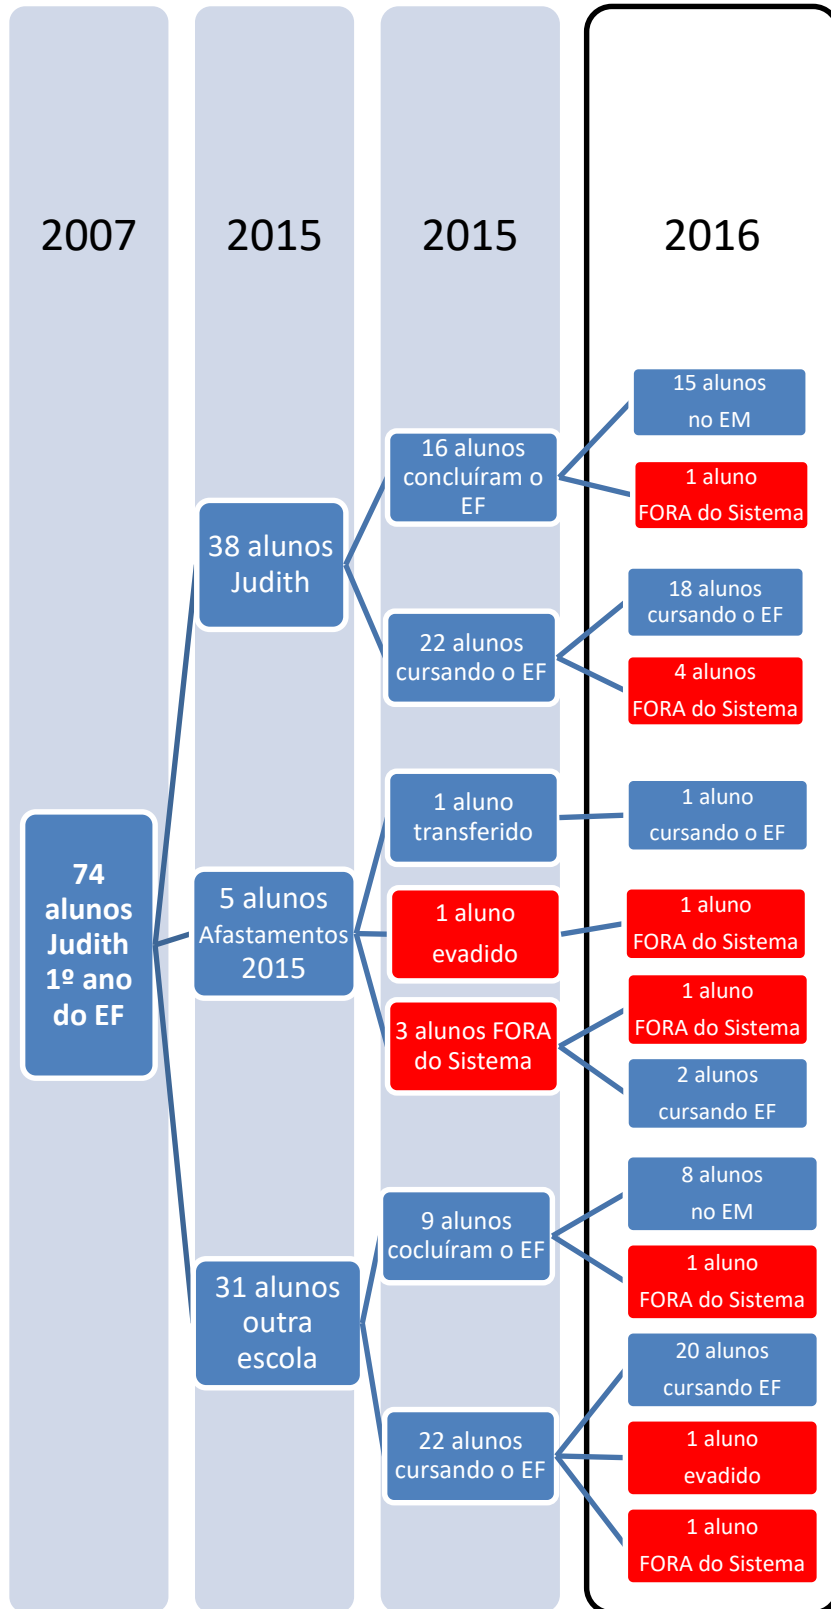 2007
2015
2015
2016
74
alunos
Judith
1º ano
do EF
38 alunos
Judith
5 alunos
Afastamentos
2015
31 alunos
outra
escola
16 alunos
concluíram o
EF
22 alunos
cursando o EF
1 aluno
transferido
1 aluno
evadido
3 alunos FORA
do Sistema
9 alunos
cocluíram o EF
22 alunos
cursando o EF
15 alunos
no EM
1 aluno
FORA do Sistema
18 alunos
cursando o EF
4 alunos
FORA do Sistema
1 aluno
cursando o EF
1 aluno
FORA do Sistema
1 aluno
FORA do Sistema
2 alunos
cursando EF
8 alunos
no EM
1 aluno
FORA do Sistema
20 alunos
cursando EF
1 aluno
evadido
1 aluno
FORA do Sistema